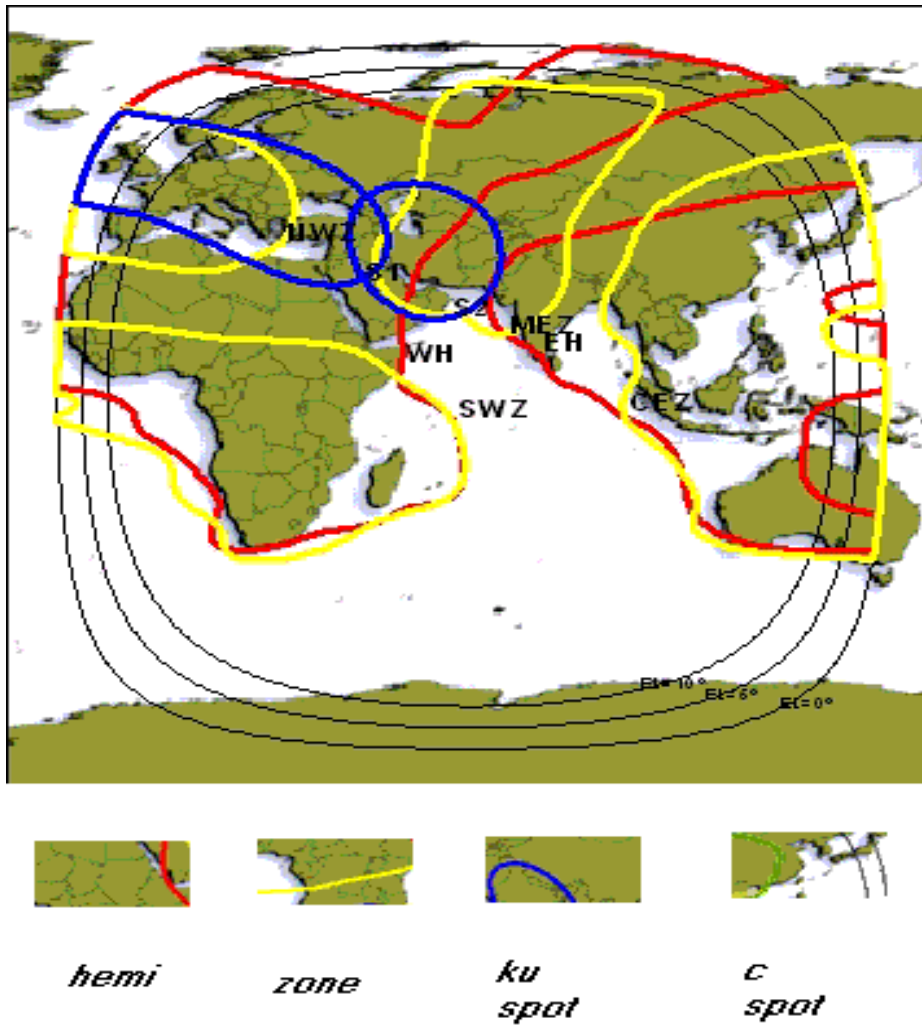 NWZ
S1
S2
MEZ
EH
WH
CEZ
SWZ
El=10°
El=5°
El=0°
hemi
zone
ku
spot
c
spot